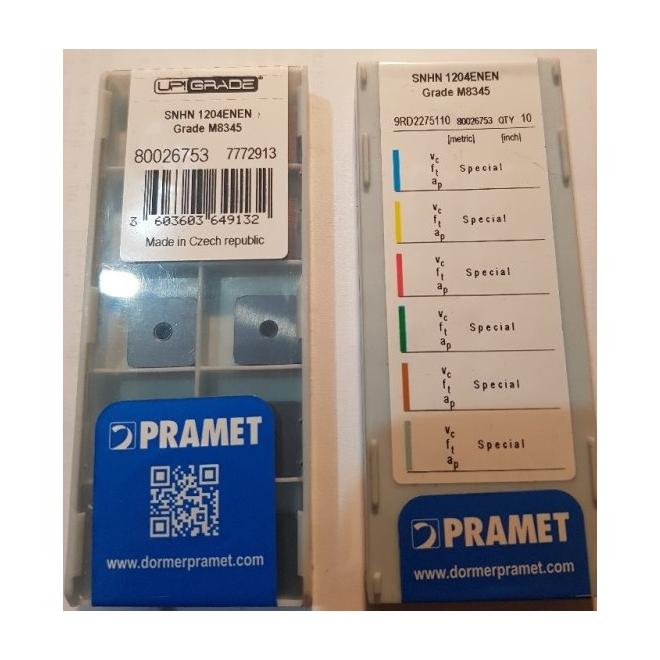 UP!GRADE
SNHN 1204ENEN
Grade M8345
80026753 7772913
3 603603 649132
Made in Czech republic
PRAMET
www.dormerpramet.com
SNHN 1204ENEN
Grade M8345
9RD2275110 80026753 QTY 10
[metric] [inch]
vc
ft Special
ap
vc
ft Special
ap
vc
ft Special
ap
vc
ft Special
ap
vc
ft Special
ap
vc
ft Special
ap
PRAMET
www.dormerpramet.com